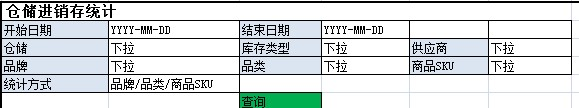 仓储进销存统计
开始日期 YYYY-MM-DD 结束日期 YYYY-MM-DD
仓储 下拉 库存类型 下拉 供应商 下拉
品牌 下拉 品类 下拉 商品SKU 下拉
统计方式 品牌/品类/商品SKU
查询